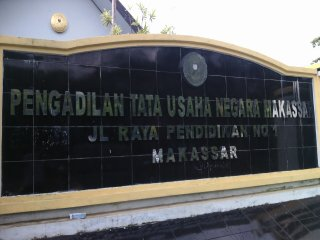 PENGADILAN TATA USAHA NEGARA MAKASSAR
JL RAYA PENDIDIKAN NO 1
MAKASSAR